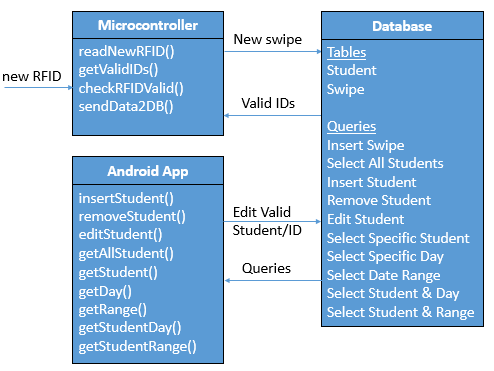 new RFID
Microcontroller
readNewRFID()
getValidIDs()
checkRFIDValid()
sendData2DB()
New swipe
Valid IDs
Android App
insertStudent()
removeStudent()
editStudent()
getAllStudent()
getStudent()
getDay()
getRange()
getStudentDay()
getStudentRange()
Edit Valid
Student/ID
Queries
Database
Tables
Student
Swipe
Queries
Insert Swipe
Select All Students
Insert Student
Remove Student
Edit Student
Select Specific Student
Select Specific Day
Select Date Range
Select Student & Day
Select Student & Range